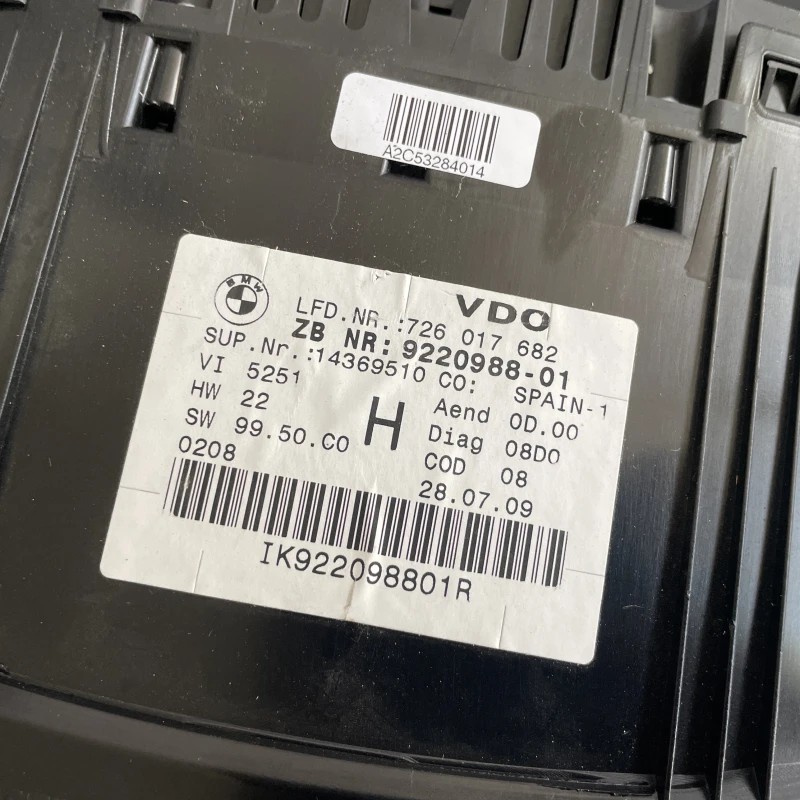 A2C53284014
BMW
VDO
LFD.NR.:726 017 682
ZB NR: 9220988-01
SUP.Nr.:14369510 CO: SPAIN-1
VI 5251 Aend 0D.00
HW 22 H Diag 08D0
SW 99.50.C0 COD 08
0208 28.07.09
IK922098801R